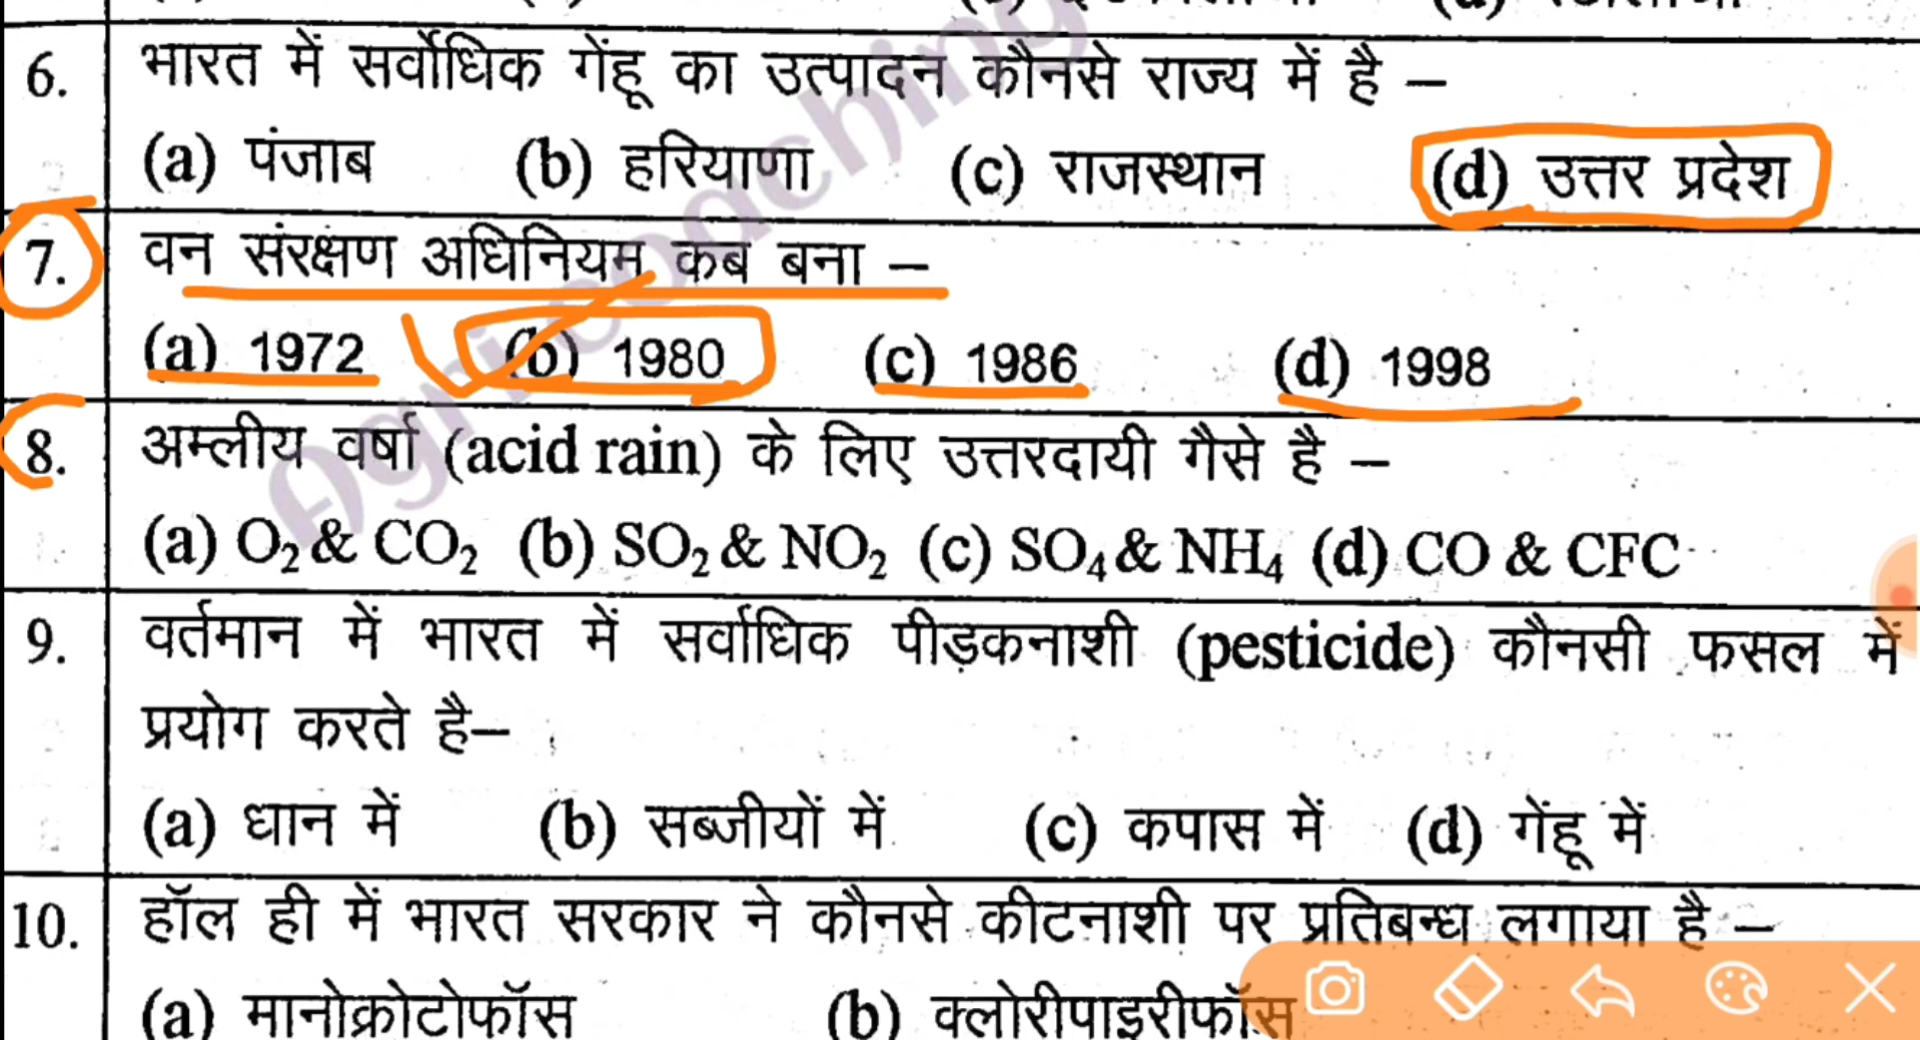 6. भारत में सर्वोधिक गेंहू का उत्पादन कौनसे राज्य में है –
(a) पंजाब (b) हरियाणा (c) राजस्थान (d) उत्तर प्रदेश
7. वन संरक्षण अधिनियम कब बना –
(a) 1972 (b) 1980 (c) 1986 (d) 1998
8. अम्लीय वर्षा (acid rain) के लिए उत्तरदायी गैसे है –
(a) O₂ & CO₂ (b) SO₂ & NO₂ (c) SO₄ & NH₄ (d) CO & CFC
9. वर्तमान में भारत में सर्वाधिक पीड़कनाशी (pesticide) कौनसी फसल में
प्रयोग करते है–
(a) धान में (b) सब्जीयों में (c) कपास में (d) गेंहू में
10. हॉल ही में भारत सरकार ने कौनसे कीटनाशी पर प्रतिबन्ध लगाया है –
(a) मानोक्रोटोफॉस (b) क्लोरीपाइरीफॉस
Agricoaching